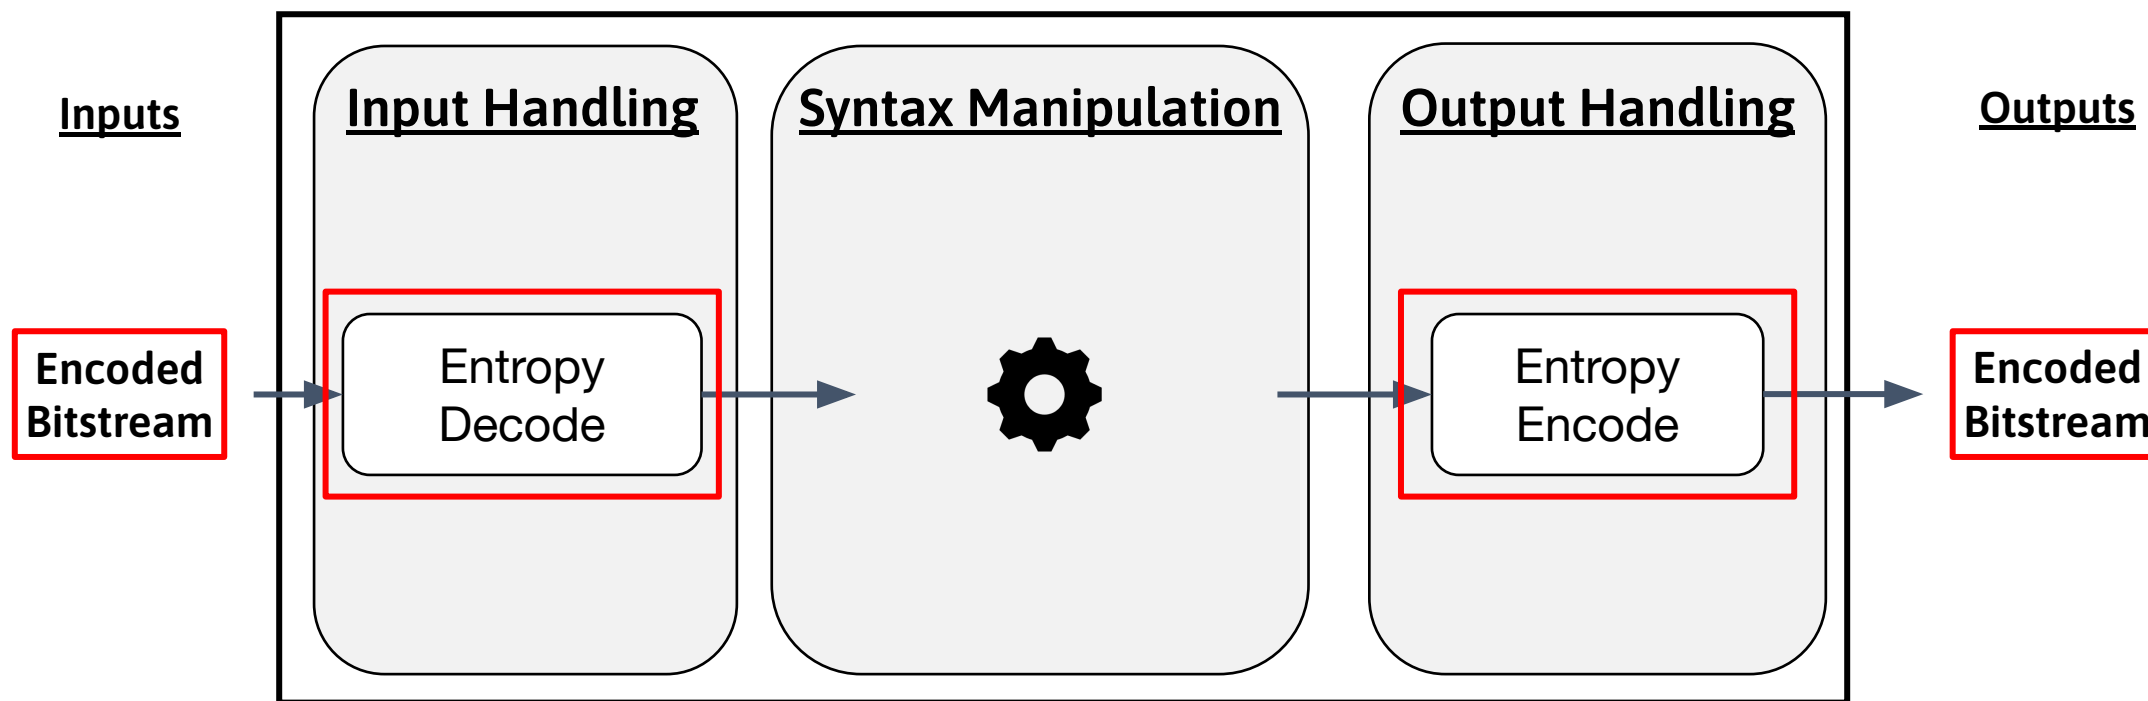 Inputs
Input Handling
Syntax Manipulation
Output Handling
Outputs
Encoded
Bitstream
Entropy
Decode
Entropy
Encode
Encoded
Bitstream